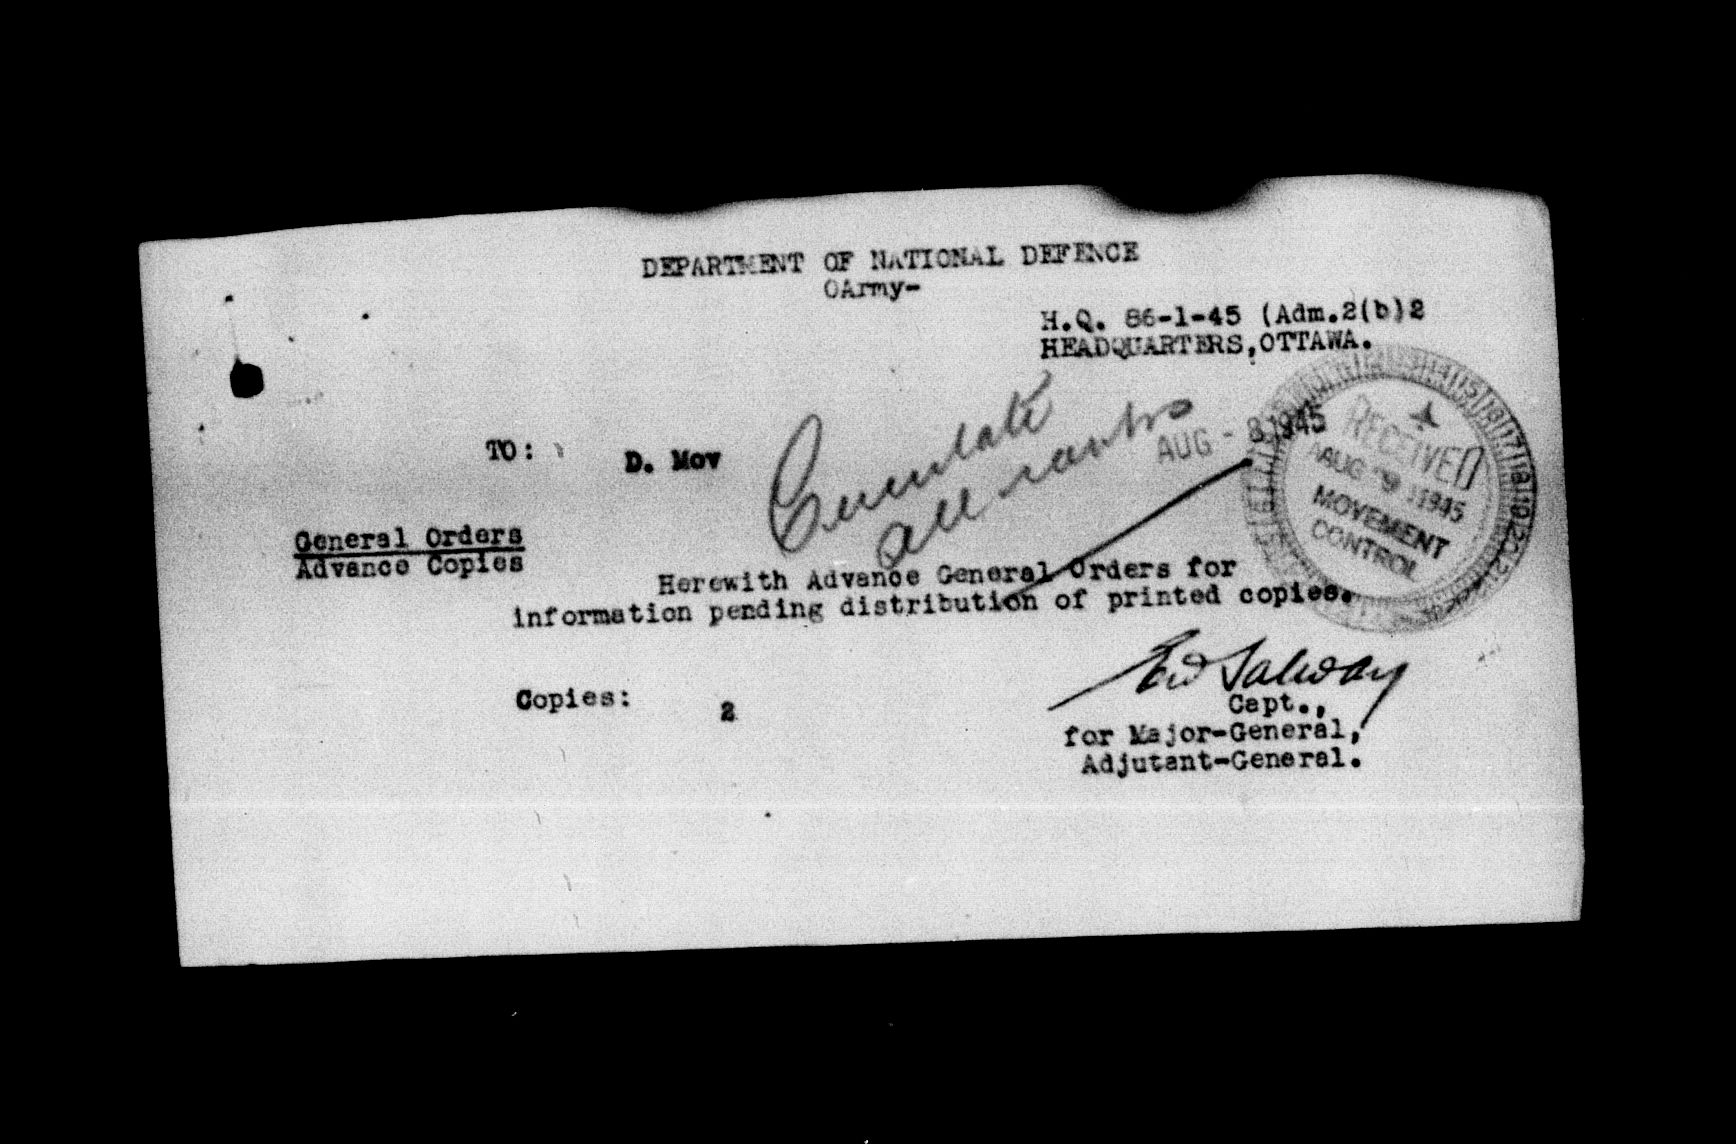 DEPARTMENT OF NATIONAL DEFENCE
OArmy-
H.Q. 86-1-45 (Adm.2(b)2
HEADQUARTERS,OTTAWA.
TO: D. Mov
Circulate
all ranks
AUG - 8 1945
RECEIVED
AUG 9 1945
MOVEMENT
CONTROL
General Orders
Advance Copies
Herewith Advance General Orders for
information pending distribution of printed copies.
Copies: 2
Capt.,
for Major-General,
Adjutant-General.